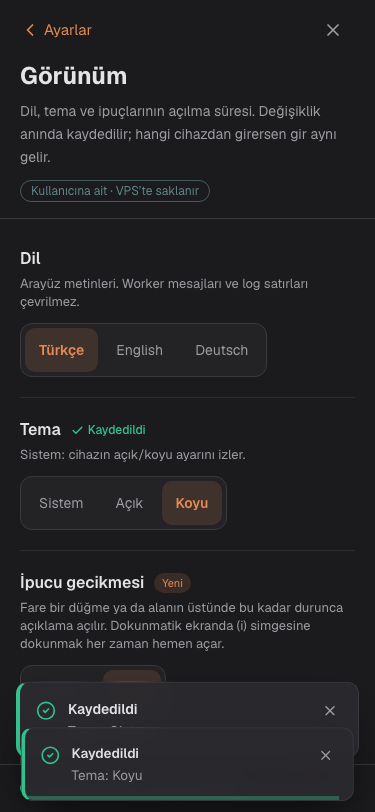 Ayarlar
Görünüm
Dil, tema ve ipuçlarının açılma süresi. Değişiklik
anında kaydedilir; hangi cihazdan girersen gir aynı
gelir.
Kullanıcına ait · VPS'te saklanır
Dil
Arayüz metinleri. Worker mesajları ve log satırları
çevrilmez.
Türkçe English Deutsch
Tema Kaydedildi
Sistem: cihazın açık/koyu ayarını izler.
Sistem Açık Koyu
İpucu gecikmesi Yeni
Fare bir düğme ya da alanın üstünde bu kadar durunca
açıklama açılır. Dokunmatik ekranda (i) simgesine
dokunmak her zaman hemen açar.
Kaydedildi
Kaydedildi
Tema: Koyu